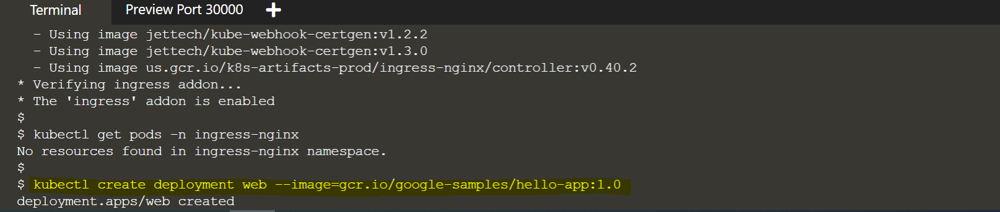 Terminal Preview Port 30000 +
- Using image jettech/kube-webhook-certgen:v1.2.2
- Using image jettech/kube-webhook-certgen:v1.3.0
- Using image us.gcr.io/k8s-artifacts-prod/ingress-nginx/controller:v0.40.2
* Verifying ingress addon...
* The 'ingress' addon is enabled
$
$ kubectl get pods -n ingress-nginx
No resources found in ingress-nginx namespace.
$
$ kubectl create deployment web --image=gcr.io/google-samples/hello-app:1.0
deployment.apps/web created